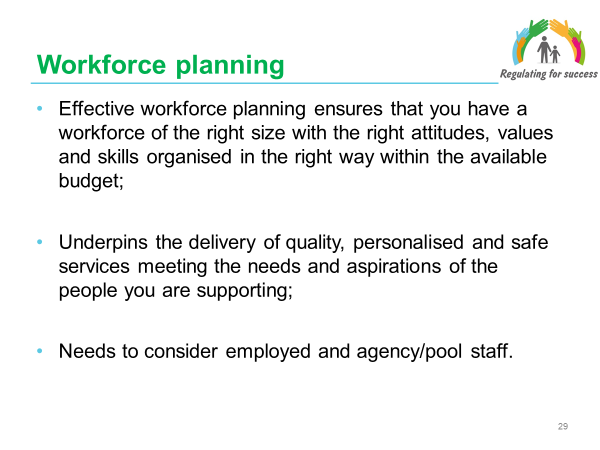 Regulating for success
Workforce planning
• Effective workforce planning ensures that you have a
workforce of the right size with the right attitudes, values
and skills organised in the right way within the available
budget;
• Underpins the delivery of quality, personalised and safe
services meeting the needs and aspirations of the
people you are supporting;
• Needs to consider employed and agency/pool staff.
29